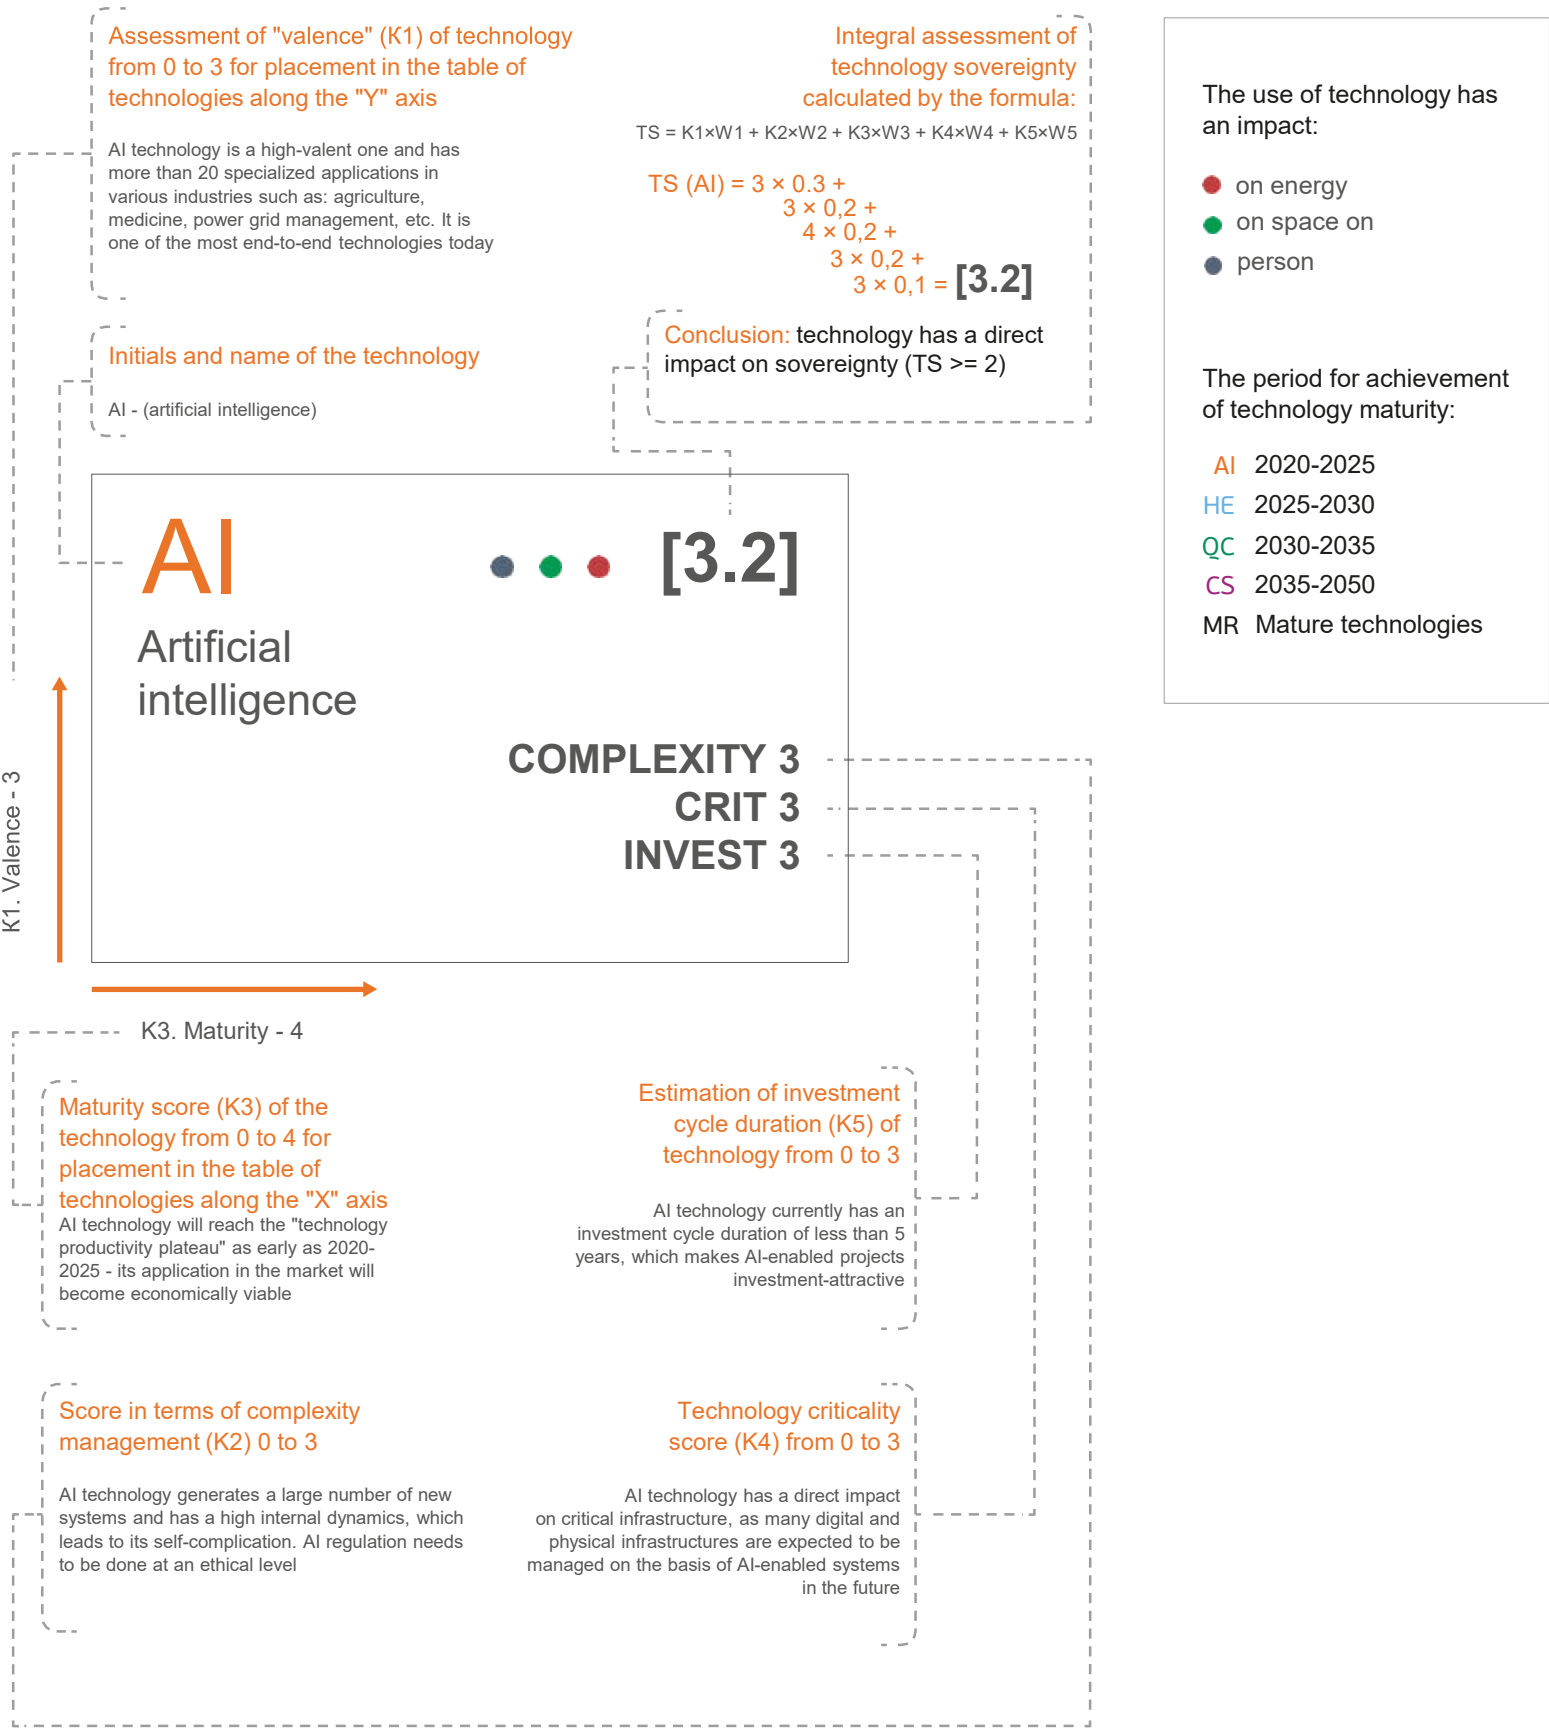 Assessment of "valence" (K1) of technology
from 0 to 3 for placement in the table of
technologies along the "Y" axis
AI technology is a high-valent one and has
more than 20 specialized applications in
various industries such as: agriculture,
medicine, power grid management, etc. It is
one of the most end-to-end technologies today
Integral assessment of
technology sovereignty
calculated by the formula:
TS = K1×W1 + K2×W2 + K3×W3 + K4×W4 + K5×W5
TS (AI) = 3 × 0.3 +
3 × 0,2 +
4 × 0,2 +
3 × 0,2 +
3 × 0,1 = [3.2]
Conclusion: technology has a direct
impact on sovereignty (TS >= 2)
Initials and name of the technology
AI - (artificial intelligence)
The use of technology has
an impact:
on energy
on space on
person
The period for achievement
of technology maturity:
AI 2020-2025
HE 2025-2030
QC 2030-2035
CS 2035-2050
MR Mature technologies
AI
[3.2]
Artificial
intelligence
COMPLEXITY 3
CRIT 3
INVEST 3
K1. Valence - 3
K3. Maturity - 4
Maturity score (K3) of the
technology from 0 to 4 for
placement in the table of
technologies along the "X" axis
AI technology will reach the "technology
productivity plateau" as early as 2020-
2025 - its application in the market will
become economically viable
Estimation of investment
cycle duration (K5) of
technology from 0 to 3
AI technology currently has an
investment cycle duration of less than 5
years, which makes AI-enabled projects
investment-attractive
Score in terms of complexity
management (K2) 0 to 3
AI technology generates a large number of new
systems and has a high internal dynamics, which
leads to its self-complication. AI regulation needs
to be done at an ethical level
Technology criticality
score (K4) from 0 to 3
AI technology has a direct impact
on critical infrastructure, as many digital and
physical infrastructures are expected to be
managed on the basis of AI-enabled systems
in the future